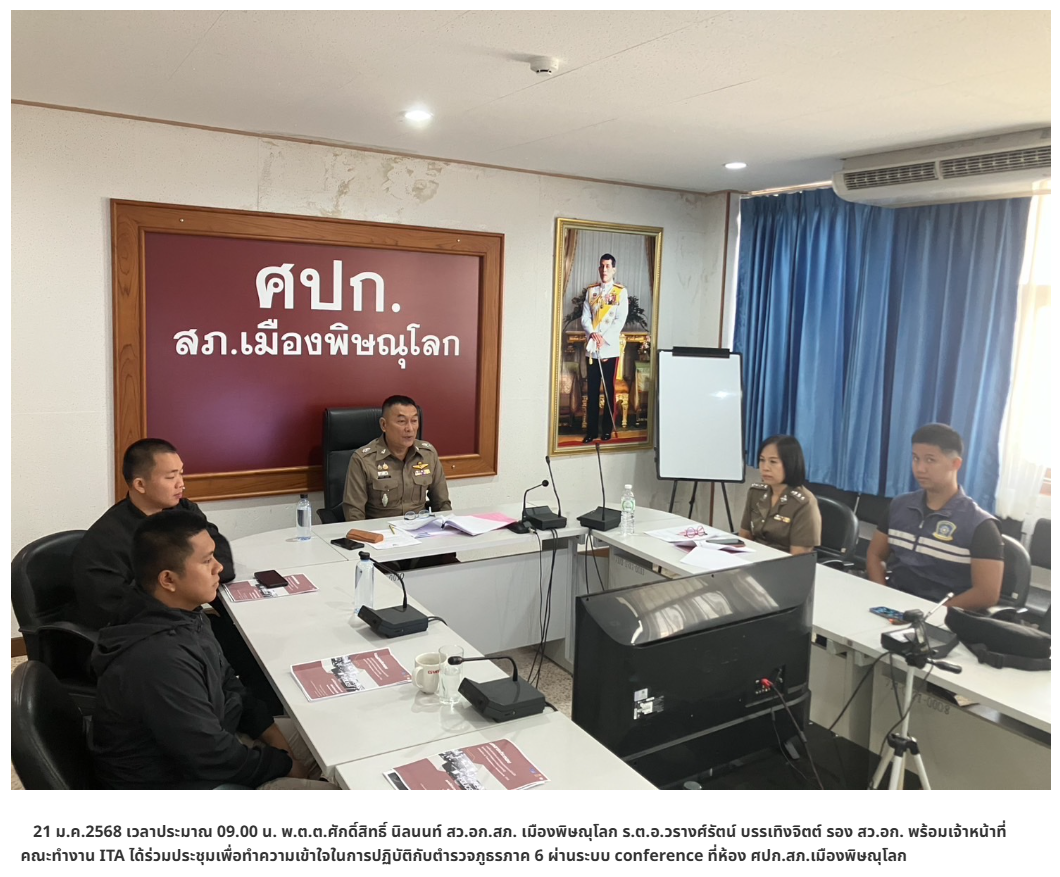 ศปก.
สภ.เมืองพิษณุโลก
21 ม.ค.2568 เวลาประมาณ 09.00 น. พ.ต.ต.ศักดิ์สิทธิ์ นิลนนท์ สว.อก.สภ. เมืองพิษณุโลก ร.ต.อ.วรางค์รัตน์ บรรเทิงจิตต์ รอง สว.อก. พร้อมเจ้าหน้าที่
คณะทำงาน ITA ได้ร่วมประชุมเพื่อทำความเข้าใจในการปฏิบัติกับตำรวจภูธรภาค 6 ผ่านระบบ conference ที่ห้อง ศปก.สภ.เมืองพิษณุโลก